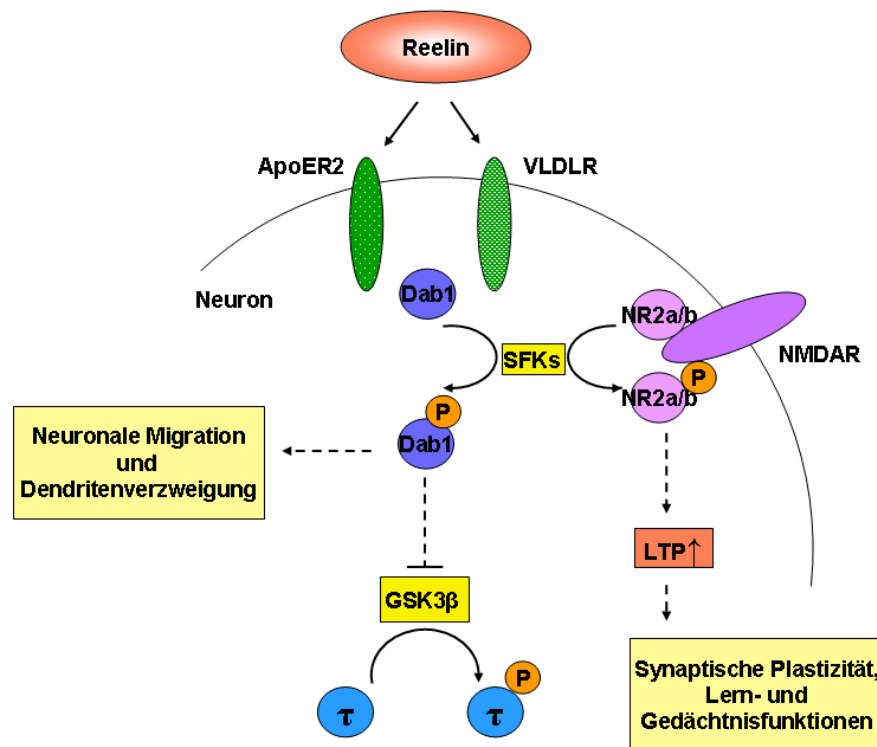 Reelin
ApoER2
VLDLR
Neuron
Dab1
NR2a/b
NMDAR
SFKs
P
NR2a/b
P
Dab1
Neuronale Migration
und
Dendritenverzweigung
LTP↑
GSK3β
Synaptische Plastizität,
Lern- und
Gedächtnisfunktionen
P
τ
τ